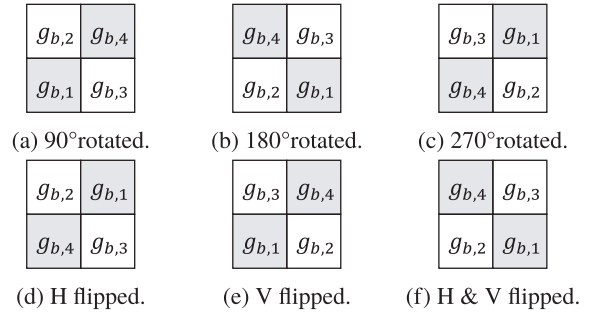 g_{b,2} g_{b,4} g_{b,4} g_{b,3} g_{b,3} g_{b,1}
g_{b,1} g_{b,3} g_{b,2} g_{b,1} g_{b,4} g_{b,2}
(a) 90°rotated. (b) 180°rotated. (c) 270°rotated.
g_{b,2} g_{b,1} g_{b,3} g_{b,4} g_{b,4} g_{b,3}
g_{b,4} g_{b,3} g_{b,1} g_{b,2} g_{b,2} g_{b,1}
(d) H flipped. (e) V flipped. (f) H & V flipped.